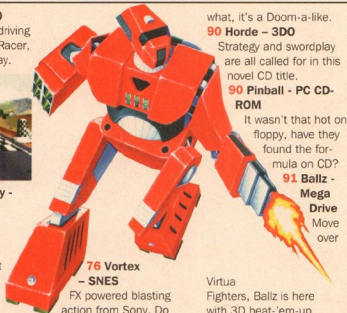 driving
Racer,
ay.
y -
76 Vortex
– SNES
FX powered blasting
action from Sony. Do
what, it's a Doom-a-like.
90 Horde – 3DO
Strategy and swordplay
are all called for in this
novel CD title.
90 Pinball - PC CD-
ROM
It wasn't that hot on
floppy, have they
found the for-
mula on CD?
91 Ballz -
Mega
Drive
Move
over
Virtua
Fighters, Ballz is here
with 3D beat-'em-up